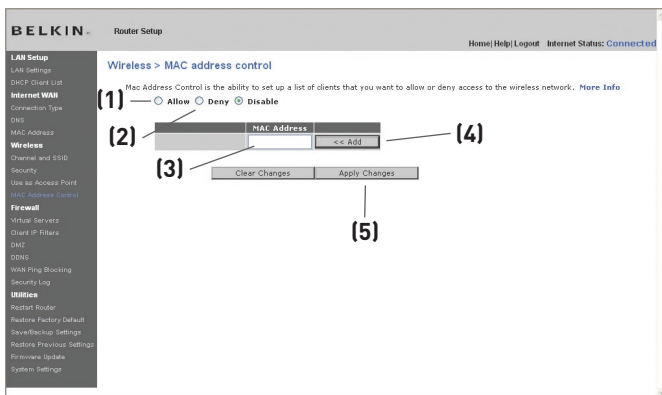 BELKIN®
Router Setup
Home|Help|Logout Internet Status: Connected
LAN Setup
LAN Settings
DHCP Client List
Internet WAN
Connection Type
DNS
MAC Address
Wireless
Channel and SSID
Security
Use as Access Point
MAC Address Control
Firewall
Virtual Servers
Client IP Filters
DMZ
DDNS
WAN Ping Blocking
Security Log
Utilities
Restart Router
Restore Factory Default
Save/Backup Settings
Restore Previous Settings
Firmware Update
System Settings
Wireless > MAC address control
Mac Address Control is the ability to set up a list of clients that you want to allow or deny access to the wireless network. More Info
(1) Allow Deny Disable
(2)
MAC Address
<< Add
(4)
(3)
Clear Changes Apply Changes
(5)